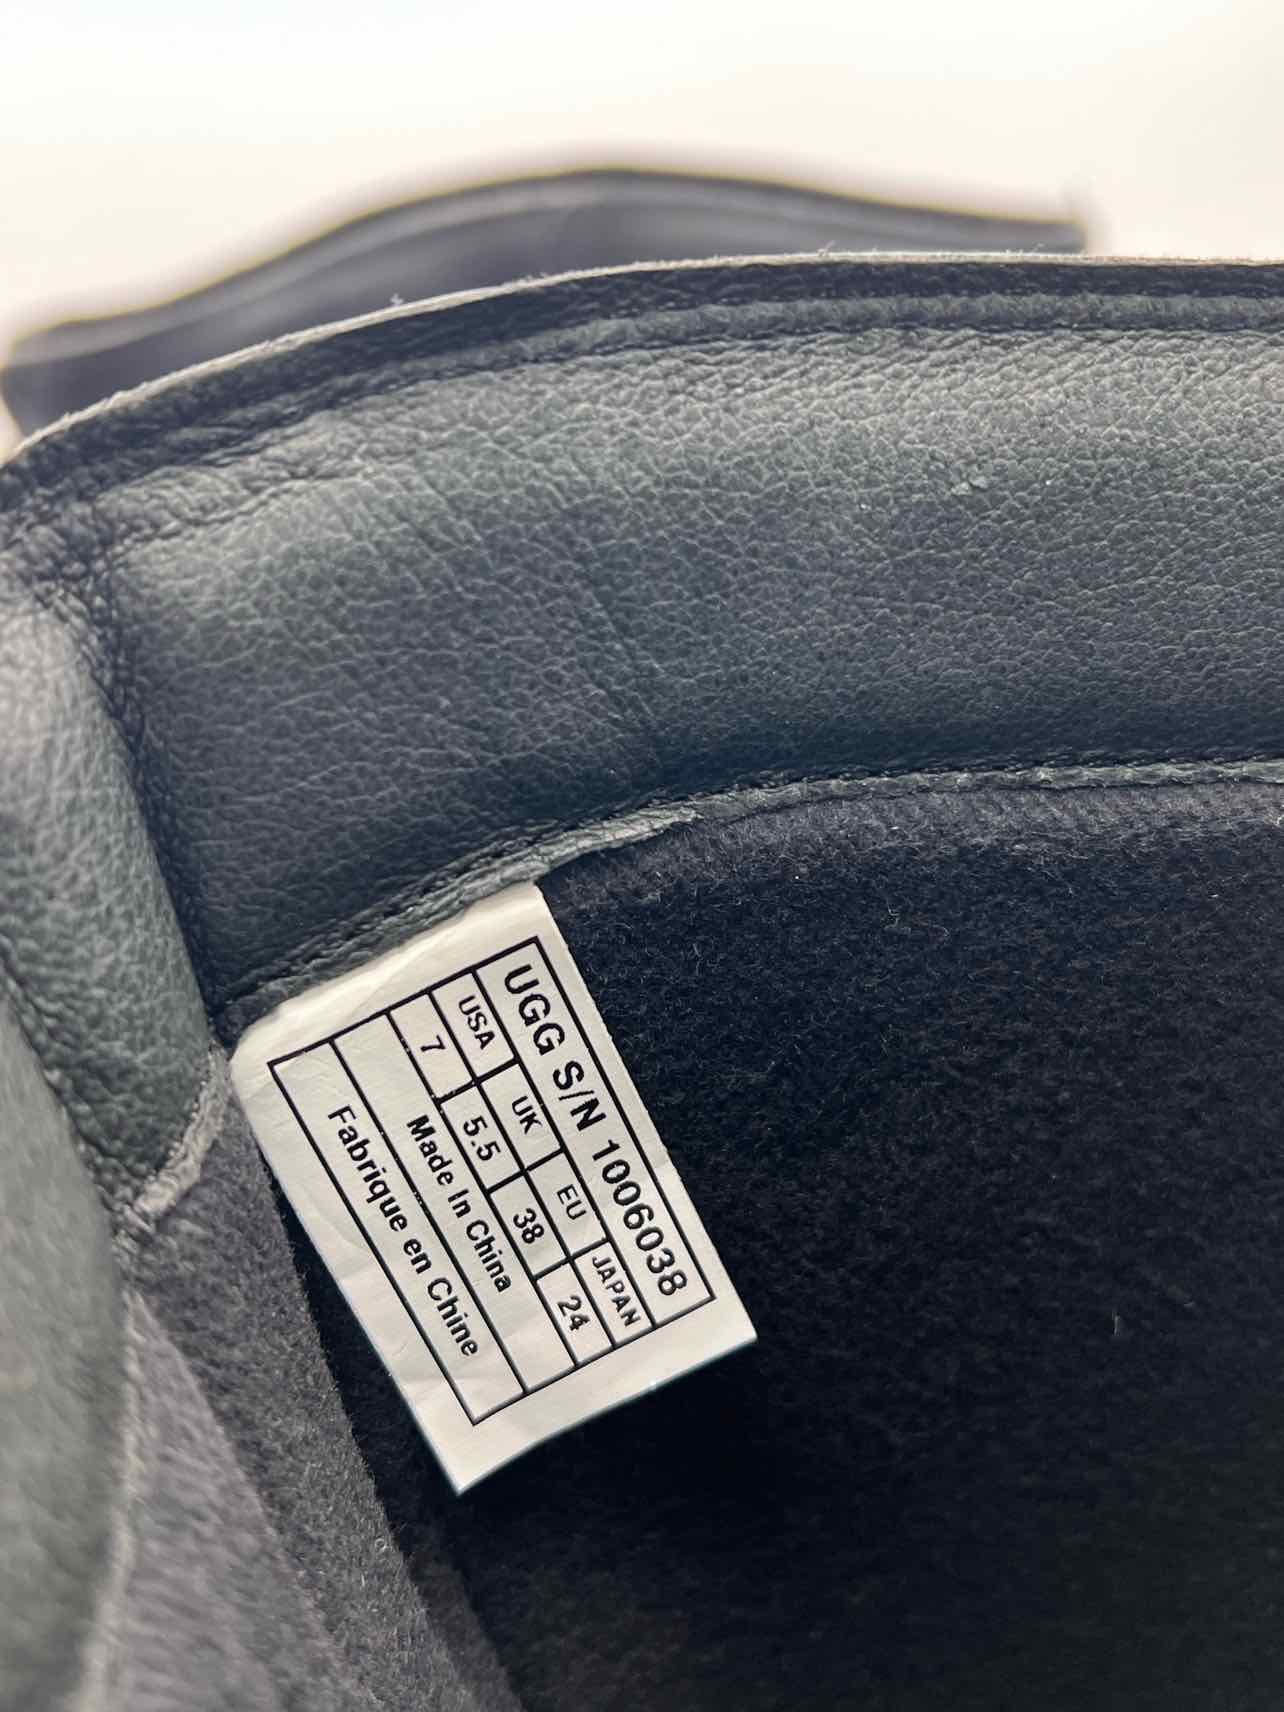 UGG S/N 1006038
USA UK EU JAPAN
7 5.5 38 24
Made In China
Fabrique en Chine